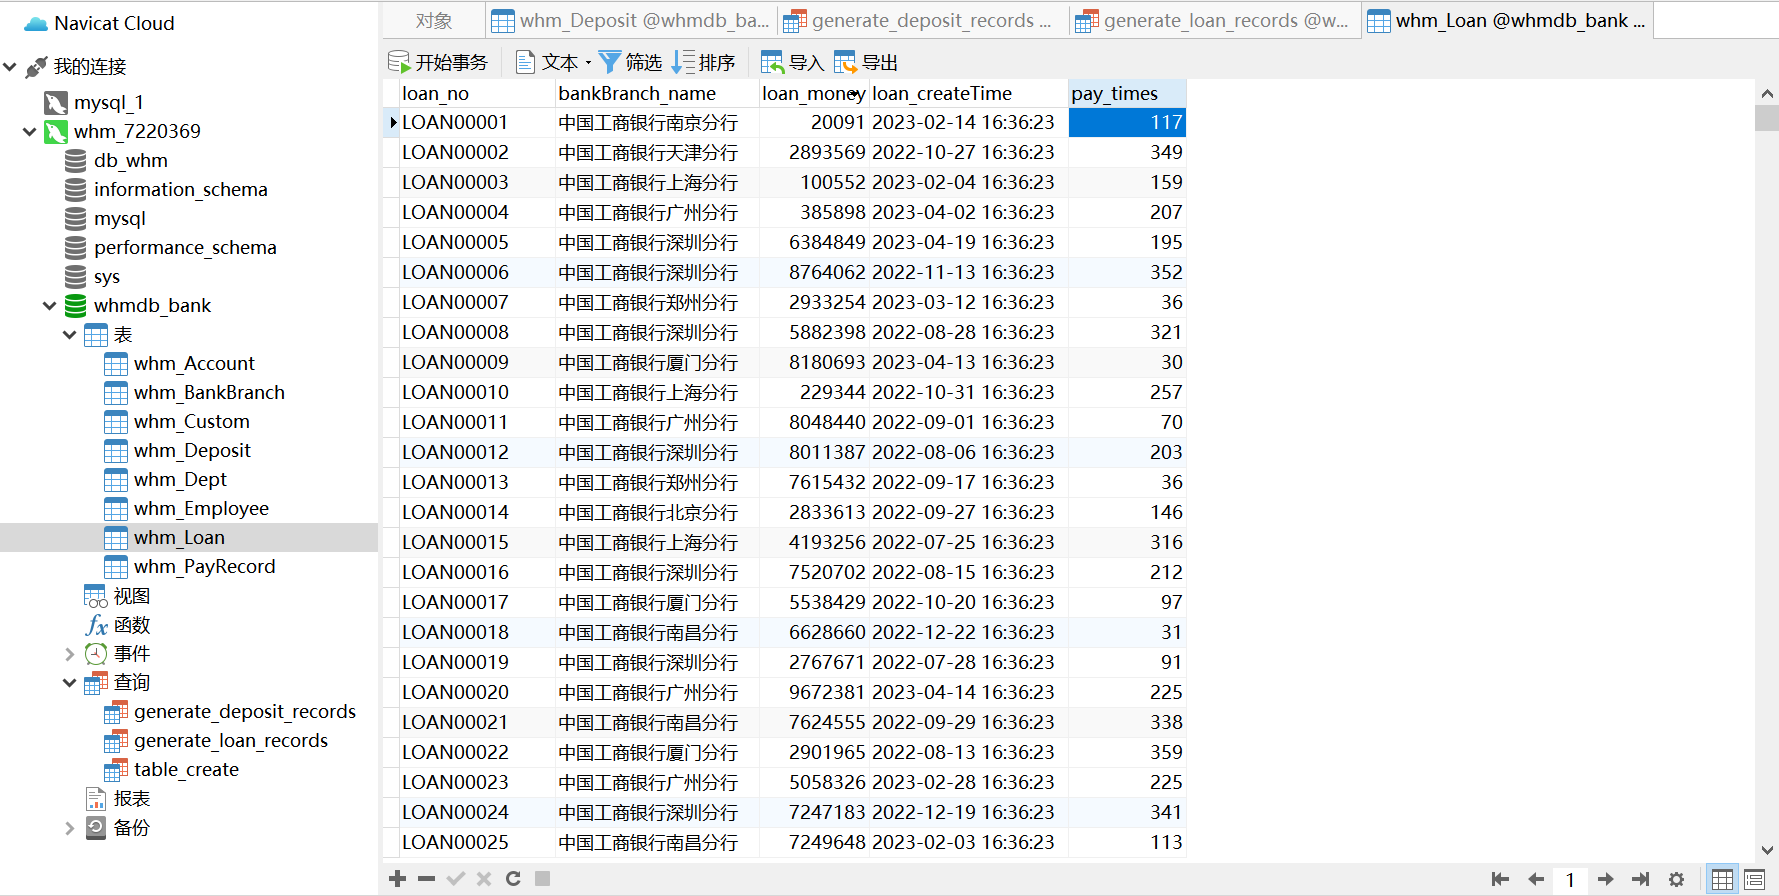 Navicat Cloud
我的连接
mysql_1
whm_7220369
db_whm
information_schema
mysql
performance_schema
sys
whmdb_bank
表
whm_Account
whm_BankBranch
whm_Custom
whm_Deposit
whm_Dept
whm_Employee
whm_Loan
whm_PayRecord
视图
fx 函数
事件
查询
generate_deposit_records
generate_loan_records
table_create
报表
备份
对象 whm_Deposit @whmdb_ba... generate_deposit_records ... generate_loan_records @w... whm_Loan @whmdb_bank ...
开始事务 文本 筛选 排序 导入 导出
loan_no bankBranch_name loan_money loan_createTime pay_times
LOAN00001 中国工商银行南京分行 20091 2023-02-14 16:36:23 117
LOAN00002 中国工商银行天津分行 2893569 2022-10-27 16:36:23 349
LOAN00003 中国工商银行上海分行 100552 2023-02-04 16:36:23 159
LOAN00004 中国工商银行广州分行 385898 2023-04-02 16:36:23 207
LOAN00005 中国工商银行深圳分行 6384849 2023-04-19 16:36:23 195
LOAN00006 中国工商银行深圳分行 8764062 2022-11-13 16:36:23 352
LOAN00007 中国工商银行郑州分行 2933254 2023-03-12 16:36:23 36
LOAN00008 中国工商银行深圳分行 5882398 2022-08-28 16:36:23 321
LOAN00009 中国工商银行厦门分行 8180693 2023-04-13 16:36:23 30
LOAN00010 中国工商银行上海分行 229344 2022-10-31 16:36:23 257
LOAN00011 中国工商银行广州分行 8048440 2022-09-01 16:36:23 70
LOAN00012 中国工商银行深圳分行 8011387 2022-08-06 16:36:23 203
LOAN00013 中国工商银行郑州分行 7615432 2022-09-17 16:36:23 36
LOAN00014 中国工商银行北京分行 2833613 2022-09-27 16:36:23 146
LOAN00015 中国工商银行上海分行 4193256 2022-07-25 16:36:23 316
LOAN00016 中国工商银行深圳分行 7520702 2022-08-15 16:36:23 212
LOAN00017 中国工商银行厦门分行 5538429 2022-10-20 16:36:23 97
LOAN00018 中国工商银行南昌分行 6628660 2022-12-22 16:36:23 31
LOAN00019 中国工商银行深圳分行 2767671 2022-07-28 16:36:23 91
LOAN00020 中国工商银行广州分行 9672381 2023-04-14 16:36:23 225
LOAN00021 中国工商银行南昌分行 7624555 2022-09-29 16:36:23 338
LOAN00022 中国工商银行厦门分行 2901965 2022-08-13 16:36:23 359
LOAN00023 中国工商银行广州分行 5058326 2023-02-28 16:36:23 225
LOAN00024 中国工商银行深圳分行 7247183 2022-12-19 16:36:23 341
LOAN00025 中国工商银行南昌分行 7249648 2023-02-03 16:36:23 113
1